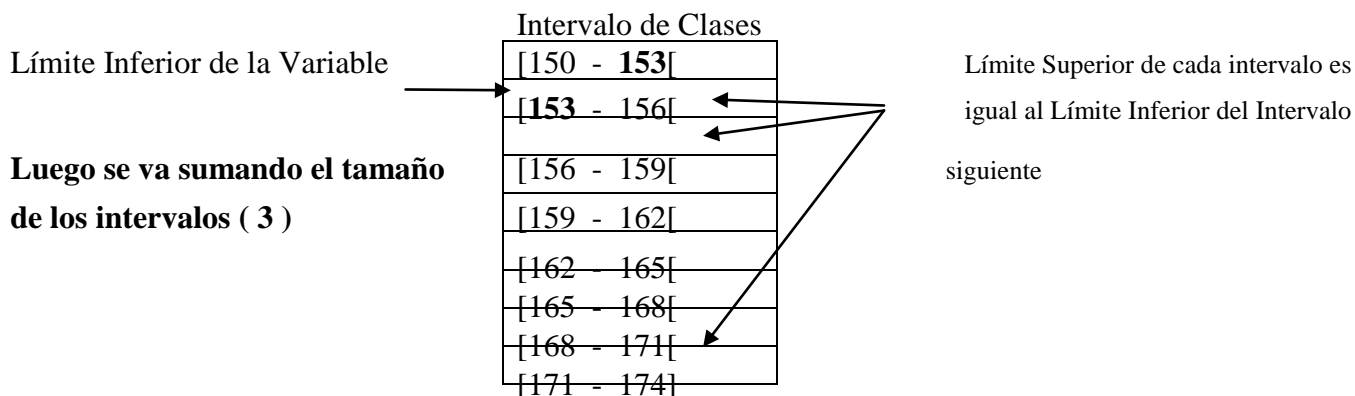 Intervalo de Clases
Límite Inferior de la Variable
[150 - 153[
Límite Superior de cada intervalo es
[153 - 156[
igual al Límite Inferior del Intervalo
Luego se va sumando el tamaño
[156 - 159[
siguiente
de los intervalos ( 3 )
[159 - 162[
[162 - 165[
[165 - 168[
[168 - 171[
[171 - 174]